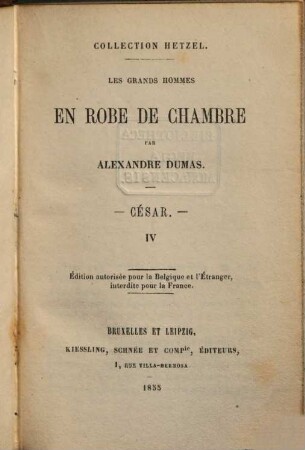 COLLECTION HETZEL.
LES GRANDS HOMMES
EN ROBE DE CHAMBRE
PAR
ALEXANDRE DUMAS.
— CÉSAR. —
IV
Édition autorisée pour la Belgique et l'Étranger,
interdite pour la France.
BRUXELLES ET LEIPZIG,
KIESSLING, SCHNÉE ET COMPie, ÉDITEURS,
1, RUE VILLA-HERMOSA
1855